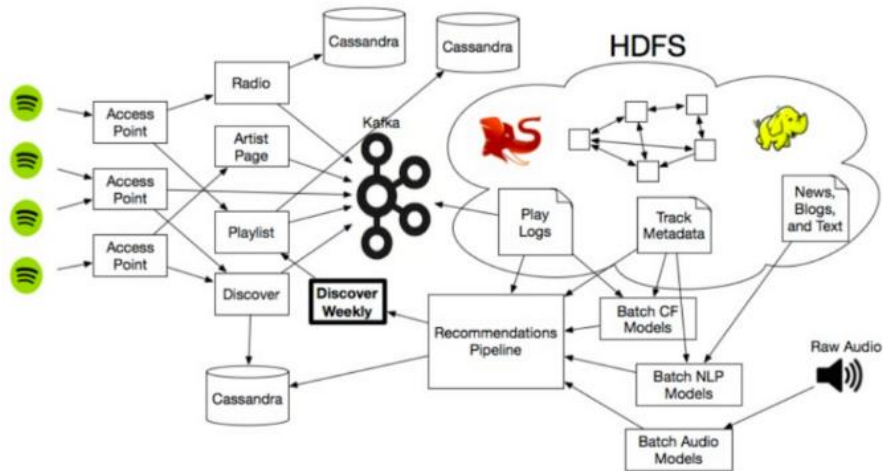 Cassandra
Cassandra
HDFS
Radio
Access
Point
Kafka
Artist
Page
Access
Point
Play
Logs
Track
Metadata
News,
Blogs,
and Text
Playlist
Access
Point
Discover
Discover
Weekly
Recommendations
Pipeline
Batch CF
Models
Raw Audio
Cassandra
Batch NLP
Models
Batch Audio
Models